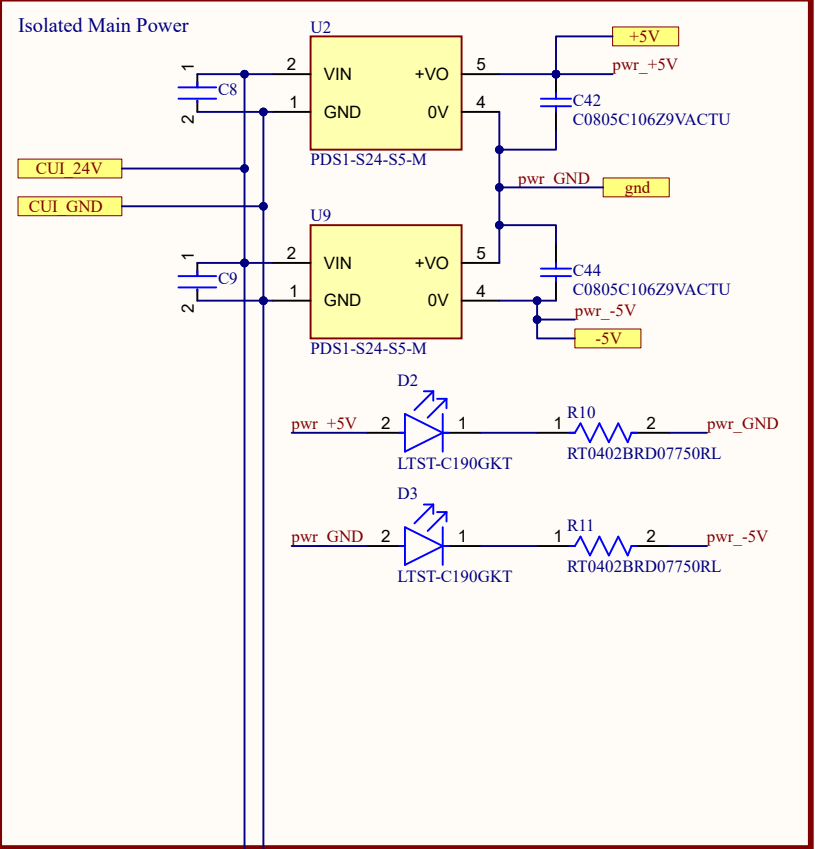 Isolated Main Power
U2
+5V
1
2
VIN
+VO
5
pwr_+5V
C8
C42
2
1
GND
0V
4
C0805C106Z9VACTU
PDS1-S24-S5-M
CUI_24V
pwr_GND
gnd
CUI_GND
U9
1
2
VIN
+VO
5
C9
C44
C0805C106Z9VACTU
2
1
GND
0V
4
pwr_-5V
-5V
PDS1-S24-S5-M
D2
pwr_+5V
2
1
1
R10
2
pwr_GND
LTST-C190GKT
RT0402BRD07750RL
D3
pwr_GND
2
1
1
R11
2
pwr_-5V
LTST-C190GKT
RT0402BRD07750RL